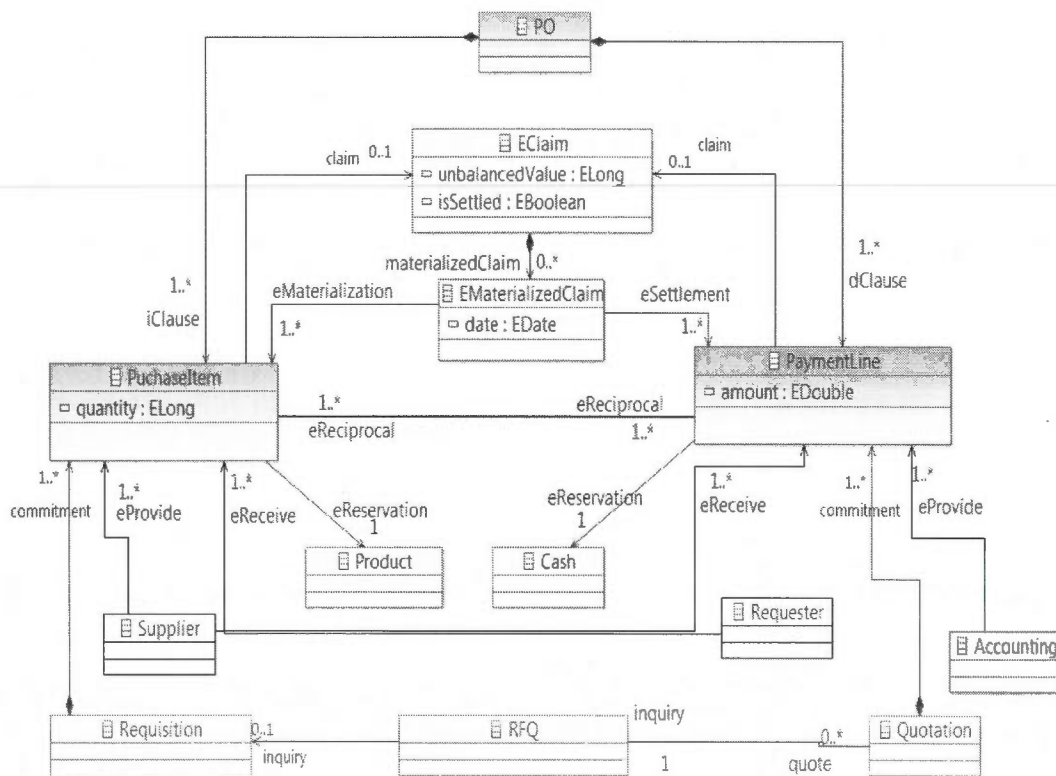 PO
EClaim
unbalancedValue : ELong
isSettled : EBoolean
claim 0..1
claim
0..1
materializedClaim 0..*
1..*
iClause
1..*
dClause
eMaterialization
1..*
EMaterializedClaim
date : EDate
eSettlement
1..*
PuchaseItem
quantity : ELong
PaymentLine
amount : EDouble
1..*
eReciprocal
eReciprocal
1..*
1..*
commitment
1..*
eProvide
1..*
eReceive
eReservation
1
eReservation
1
1..*
eReceive
1..*
commitment
1..*
eProvide
Product
Cash
Supplier
Requester
Accounting
Requisition
0..1
inquiry
RFQ
inquiry
1
0..*
quote
Quotation